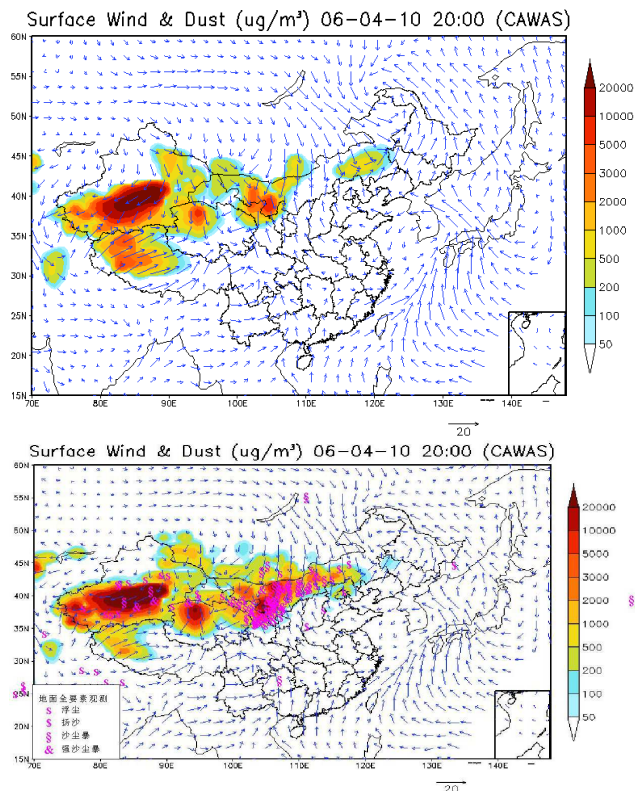 Surface Wind & Dust (ug/m³) 06-04-10 20:00 (CAWAS)
60N
55N
50N
45N
40N
35N
30N
25N
20N
15N
70E 80E 90E 100E 110E 120E 130E 140E
20000
10000
5000
3000
2000
1000
500
200
100
50
20
Surface Wind & Dust (ug/m³) 06-04-10 20:00 (CAWAS)
60N
55N
50N
45N
40N
35N
30N
25N
20N
15N
地面全要素观测
S 浮尘
$ 扬沙
§ 沙尘暴
& 强沙尘暴
70E 80E 90E 100E 110E 120E 130E 140E
20000
10000
5000
3000
2000
1000
500
200
100
50
20